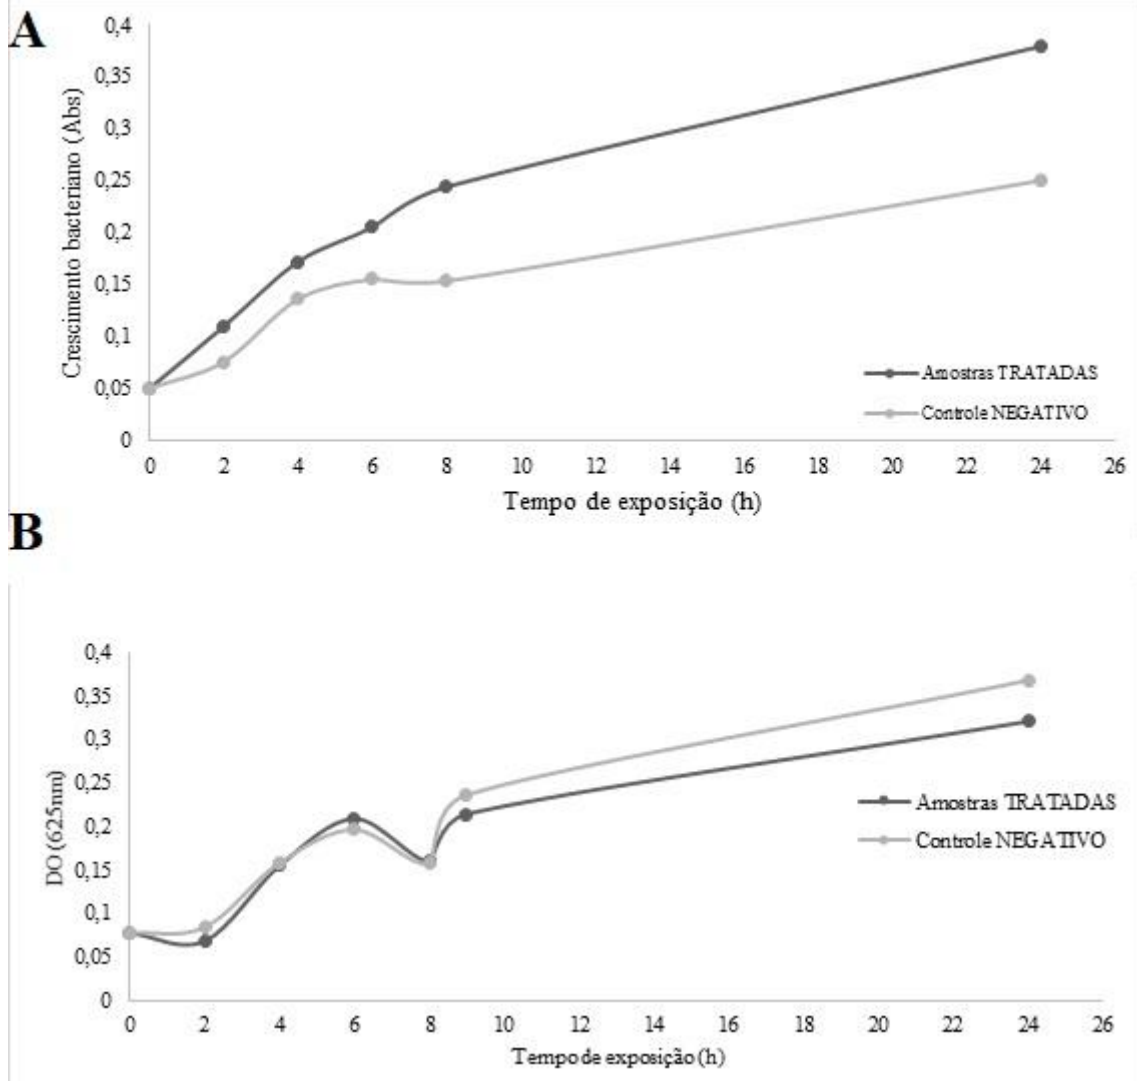 A
0,4
0,35
0,3
0,25
0,2
0,15
0,1
0,05
0
Crescimento bacteriano (Abs)
Amostras TRATADAS
Controle NEGATIVO
0 2 4 6 8 10 12 14 16 18 20 22 24 26
Tempo de exposição (h)
B
0,4
0,35
0,3
0,25
0,2
0,15
0,1
0,05
0
DO (625nm)
Amostras TRATADAS
Controle NEGATIVO
0 2 4 6 8 10 12 14 16 18 20 22 24 26
Tempo de exposição (h)